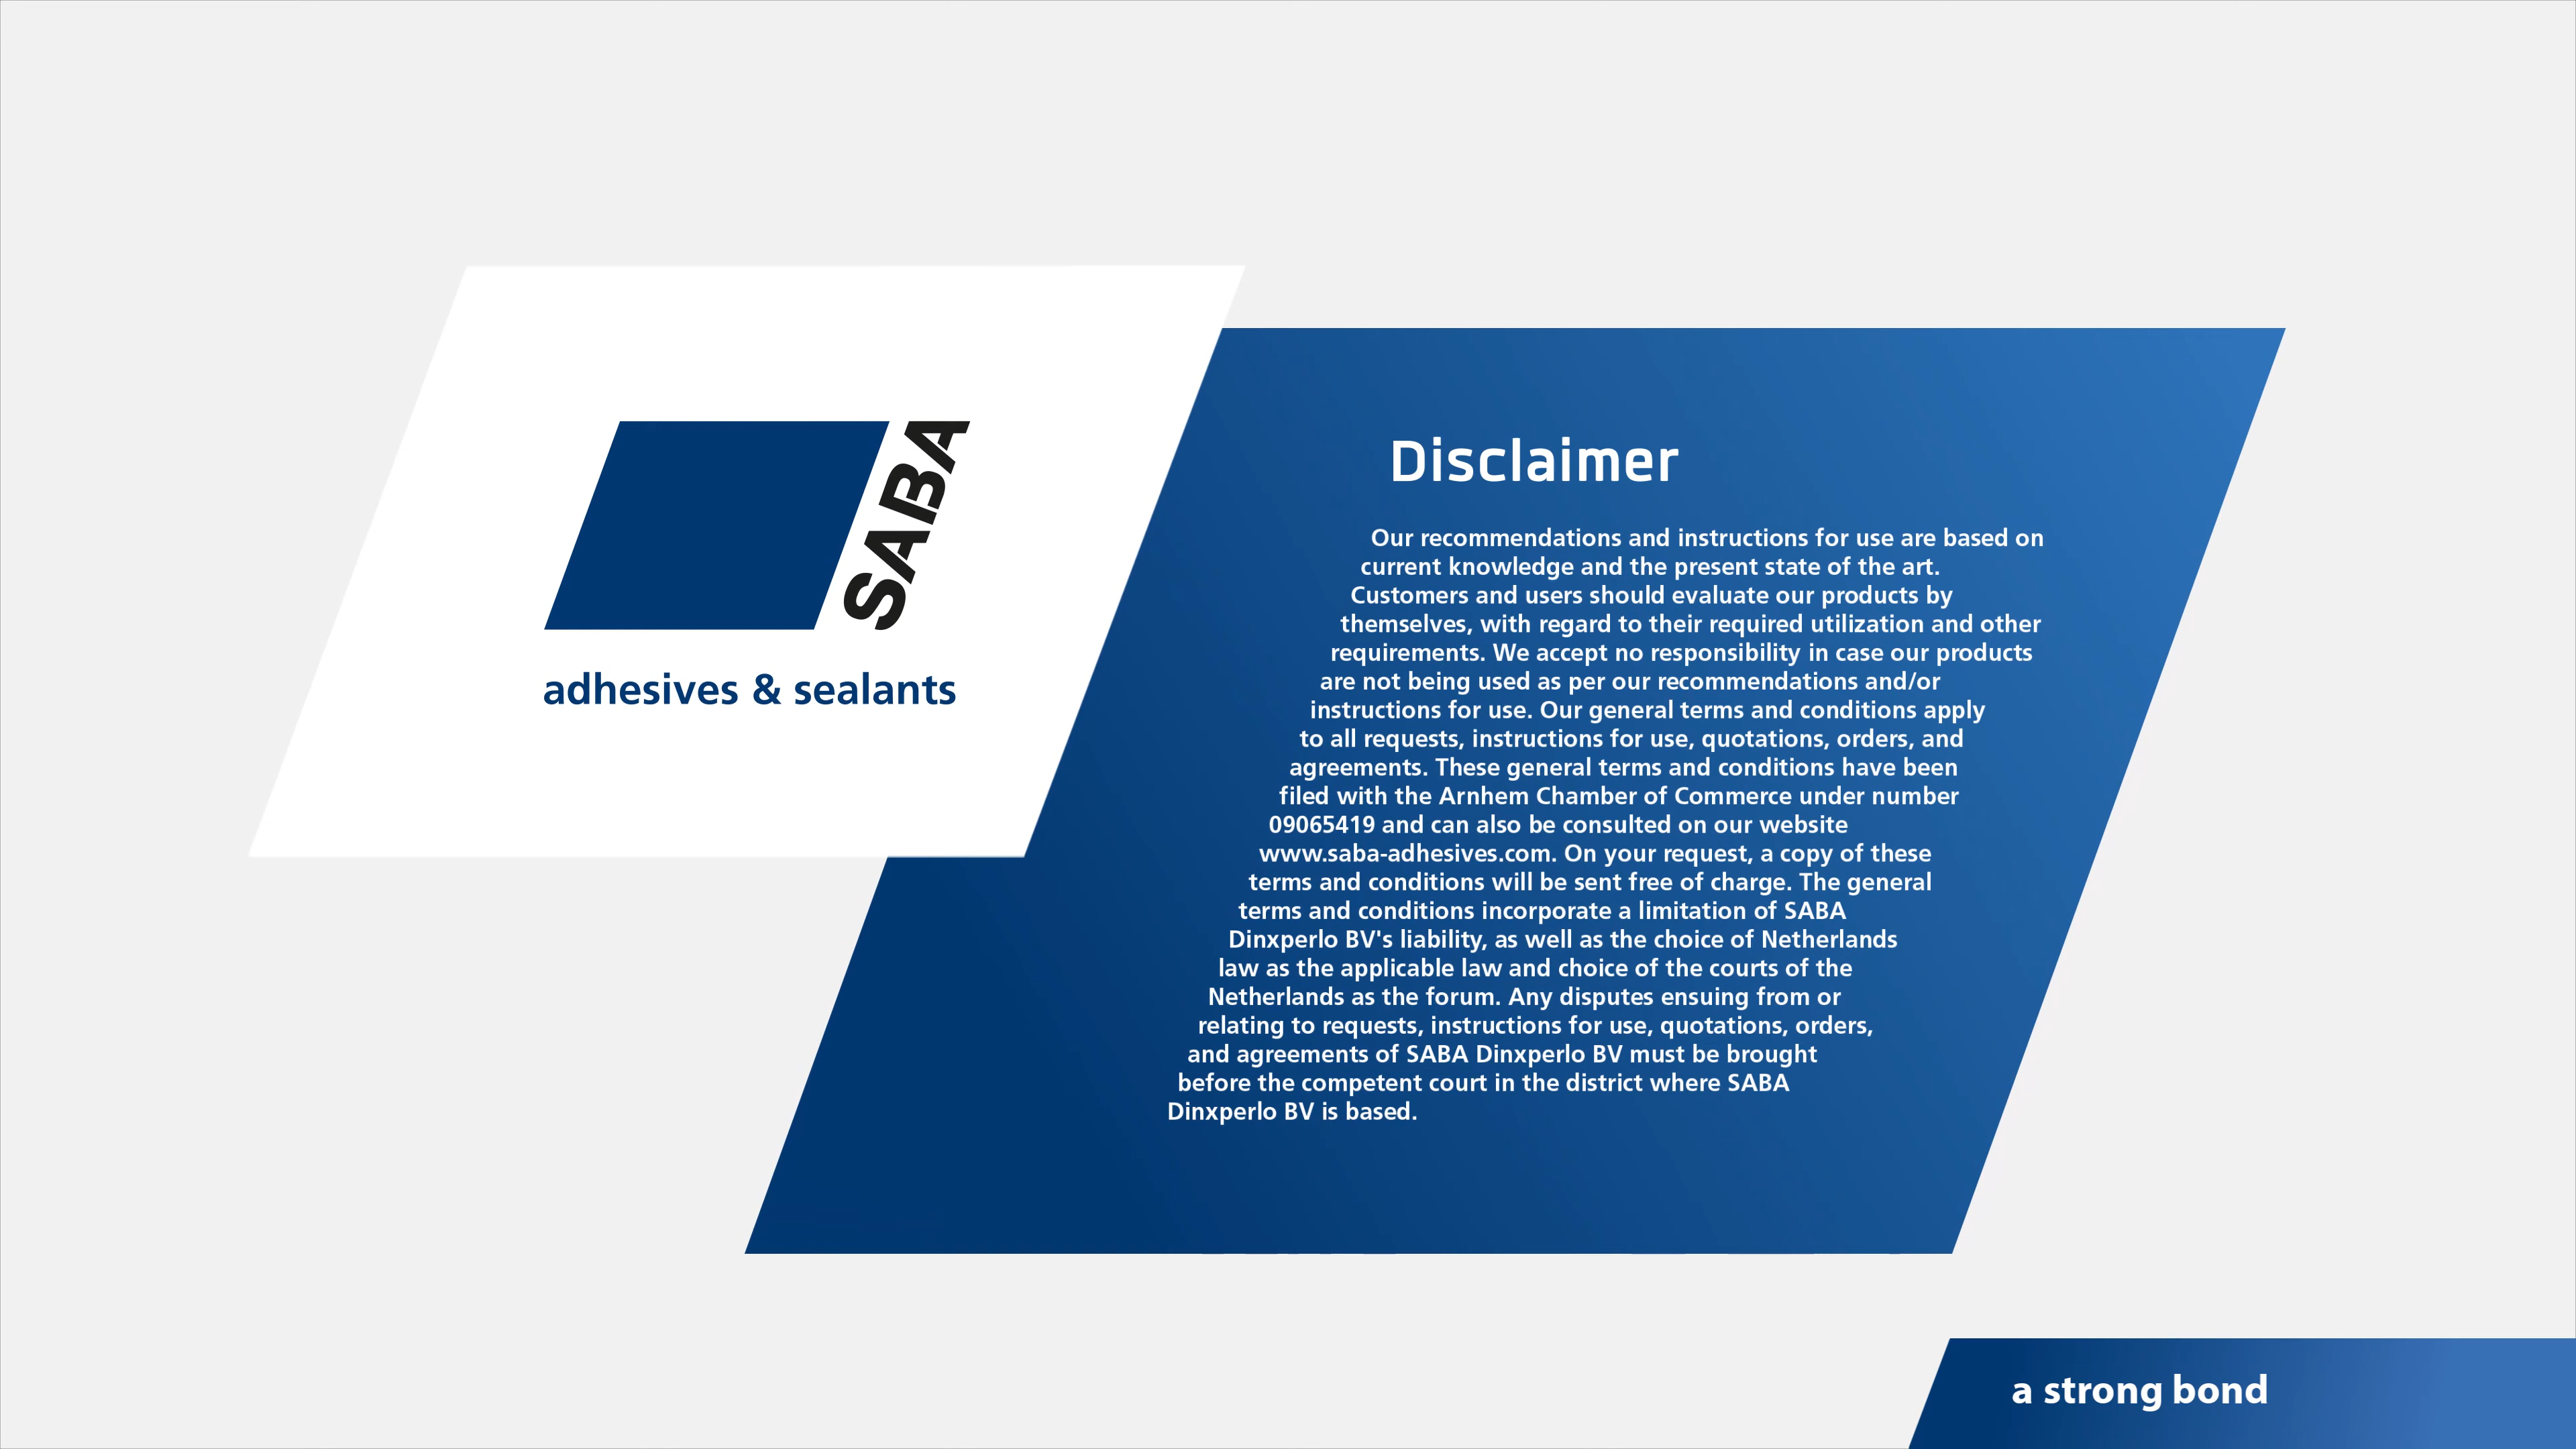 SABA
adhesives & sealants
Disclaimer
Our recommendations and instructions for use are based on
current knowledge and the present state of the art.
Customers and users should evaluate our products by
themselves, with regard to their required utilization and other
requirements. We accept no responsibility in case our products
are not being used as per our recommendations and/or
instructions for use. Our general terms and conditions apply
to all requests, instructions for use, quotations, orders, and
agreements. These general terms and conditions have been
filed with the Arnhem Chamber of Commerce under number
09065419 and can also be consulted on our website
www.saba-adhesives.com. On your request, a copy of these
terms and conditions will be sent free of charge. The general
terms and conditions incorporate a limitation of SABA
Dinxperlo BV's liability, as well as the choice of Netherlands
law as the applicable law and choice of the courts of the
Netherlands as the forum. Any disputes ensuing from or
relating to requests, instructions for use, quotations, orders,
and agreements of SABA Dinxperlo BV must be brought
before the competent court in the district where SABA
Dinxperlo BV is based.
a strong bond